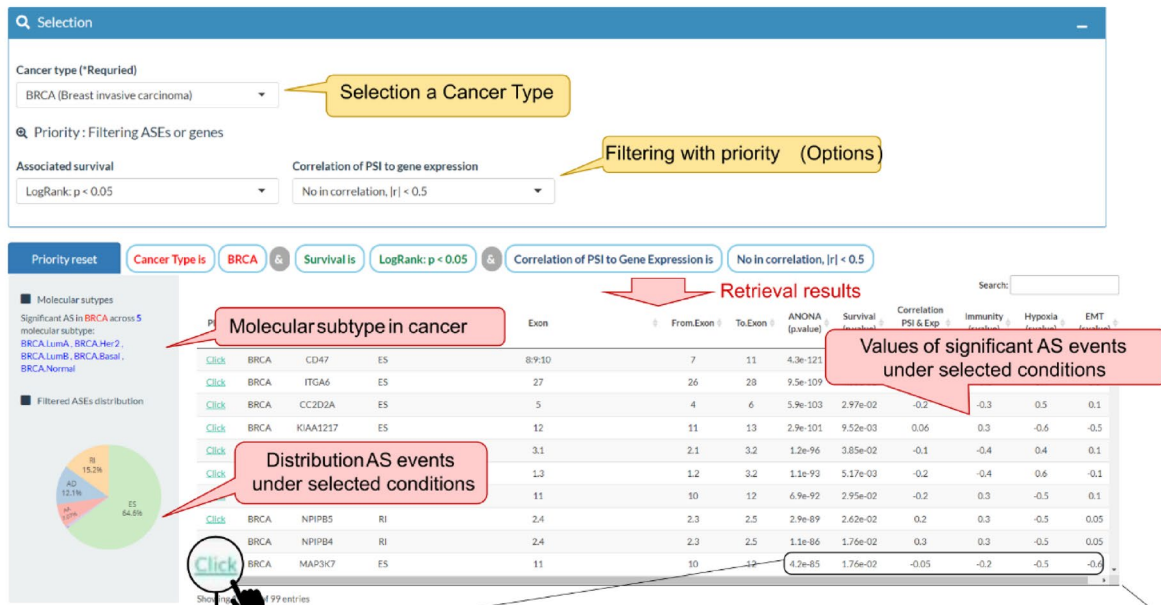 Selection
Cancer type (*Requried)
BRCA (Breast invasive carcinoma)
Selection a Cancer Type
Priority : Filtering ASEs or genes
Filtering with priority (Options)
Associated survival Correlation of PSI to gene expression
LogRank: p < 0.05 No in correlation, |r| < 0.5
Priority reset Cancer Type is BRCA & Survival is LogRank: p < 0.05 & Correlation of PSI to Gene Expression is No in correlation, |r| < 0.5
Search:
Retrieval results
Molecular sutypes
Significant AS in BRCA across 5
molecular subtype:
BRCA.LumA , BRCA.Her2 ,
BRCA.LumB , BRCA.Basal ,
BRCA.Normal
Filtered ASEs distribution
RI
15.2%
AD
12.1%
AA
ES
64.6%
Molecular subtype in cancer
Exon From.Exon To.Exon ANONA (p.value) Survival Correlation PSI & Exp Immunity Hypoxia EMT
Values of significant AS events
under selected conditions
Click BRCA CD47 ES 8:9:10 7 11 4.3e-121
Click BRCA ITGA6 ES 27 26 28 9.5e-109
Click BRCA CC2D2A ES 5 4 6 5.9e-103 2.97e-02 -0.2 -0.3 0.5 0.1
Click BRCA KIAA1217 ES 12 11 13 2.9e-101 9.52e-03 0.06 0.3 -0.6 -0.5
Click 3.1 2.1 3.2 1.2e-96 3.85e-02 -0.1 -0.4 0.4 0.1
Distribution AS events
under selected conditions
Click 1.3 1.2 3.2 1.1e-93 5.17e-03 -0.2 -0.4 0.6 -0.1
11 10 12 6.9e-92 2.95e-02 -0.2 0.3 -0.5 0.1
Click BRCA NPIPB5 RI 2.4 2.3 2.5 2.9e-89 2.62e-02 0.2 0.3 -0.5 0.05
BRCA NPIPB4 RI 2.4 2.3 2.5 1.1e-86 1.76e-02 0.3 0.3 -0.5 0.05
Click BRCA MAP3K7 ES 11 10 12 4.2e-85 1.76e-02 -0.05 -0.2 -0.5 -0.6
Showing of 99 entries